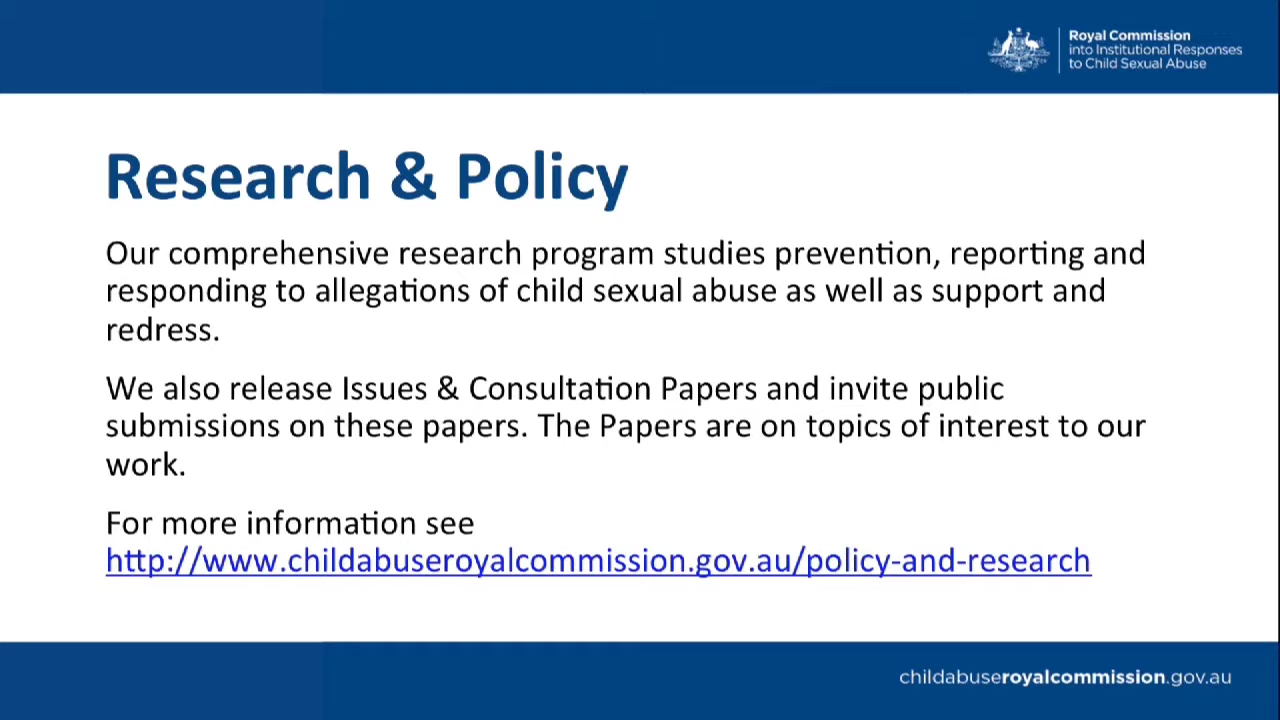 Royal Commission
into Institutional Responses
to Child Sexual Abuse
Research & Policy
Our comprehensive research program studies prevention, reporting and
responding to allegations of child sexual abuse as well as support and
redress.
We also release Issues & Consultation Papers and invite public
submissions on these papers. The Papers are on topics of interest to our
work.
For more information see
http://www.childabuseroyalcommission.gov.au/policy-and-research
childabuseroyalcommission.gov.au